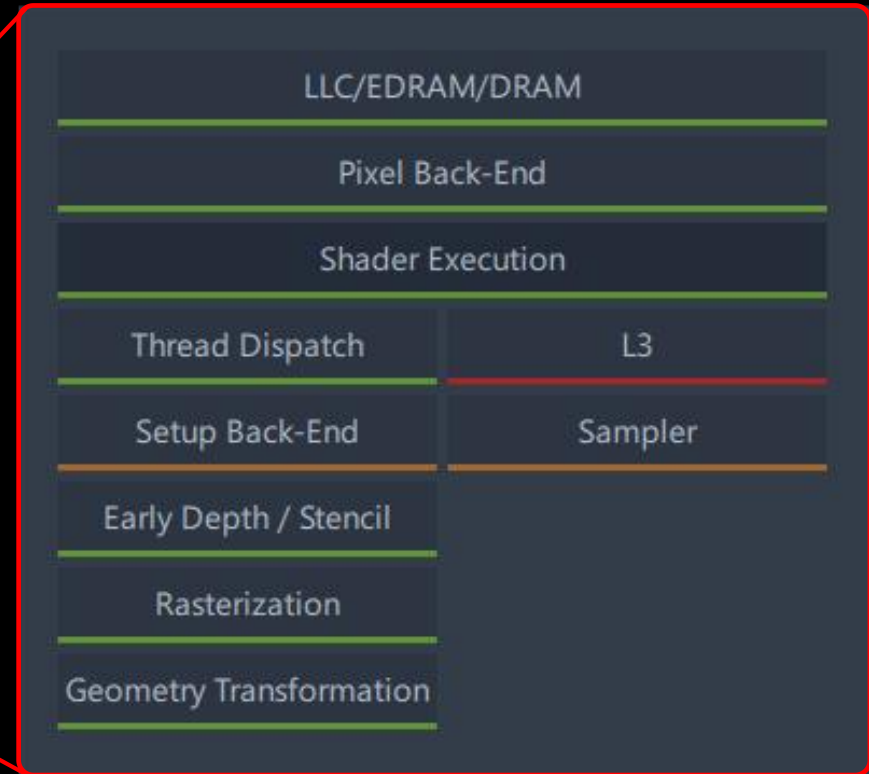 LLC/EDRAM/DRAM
Pixel Back-End
Shader Execution
Thread Dispatch
L3
Setup Back-End
Sampler
Early Depth / Stencil
Rasterization
Geometry Transformation